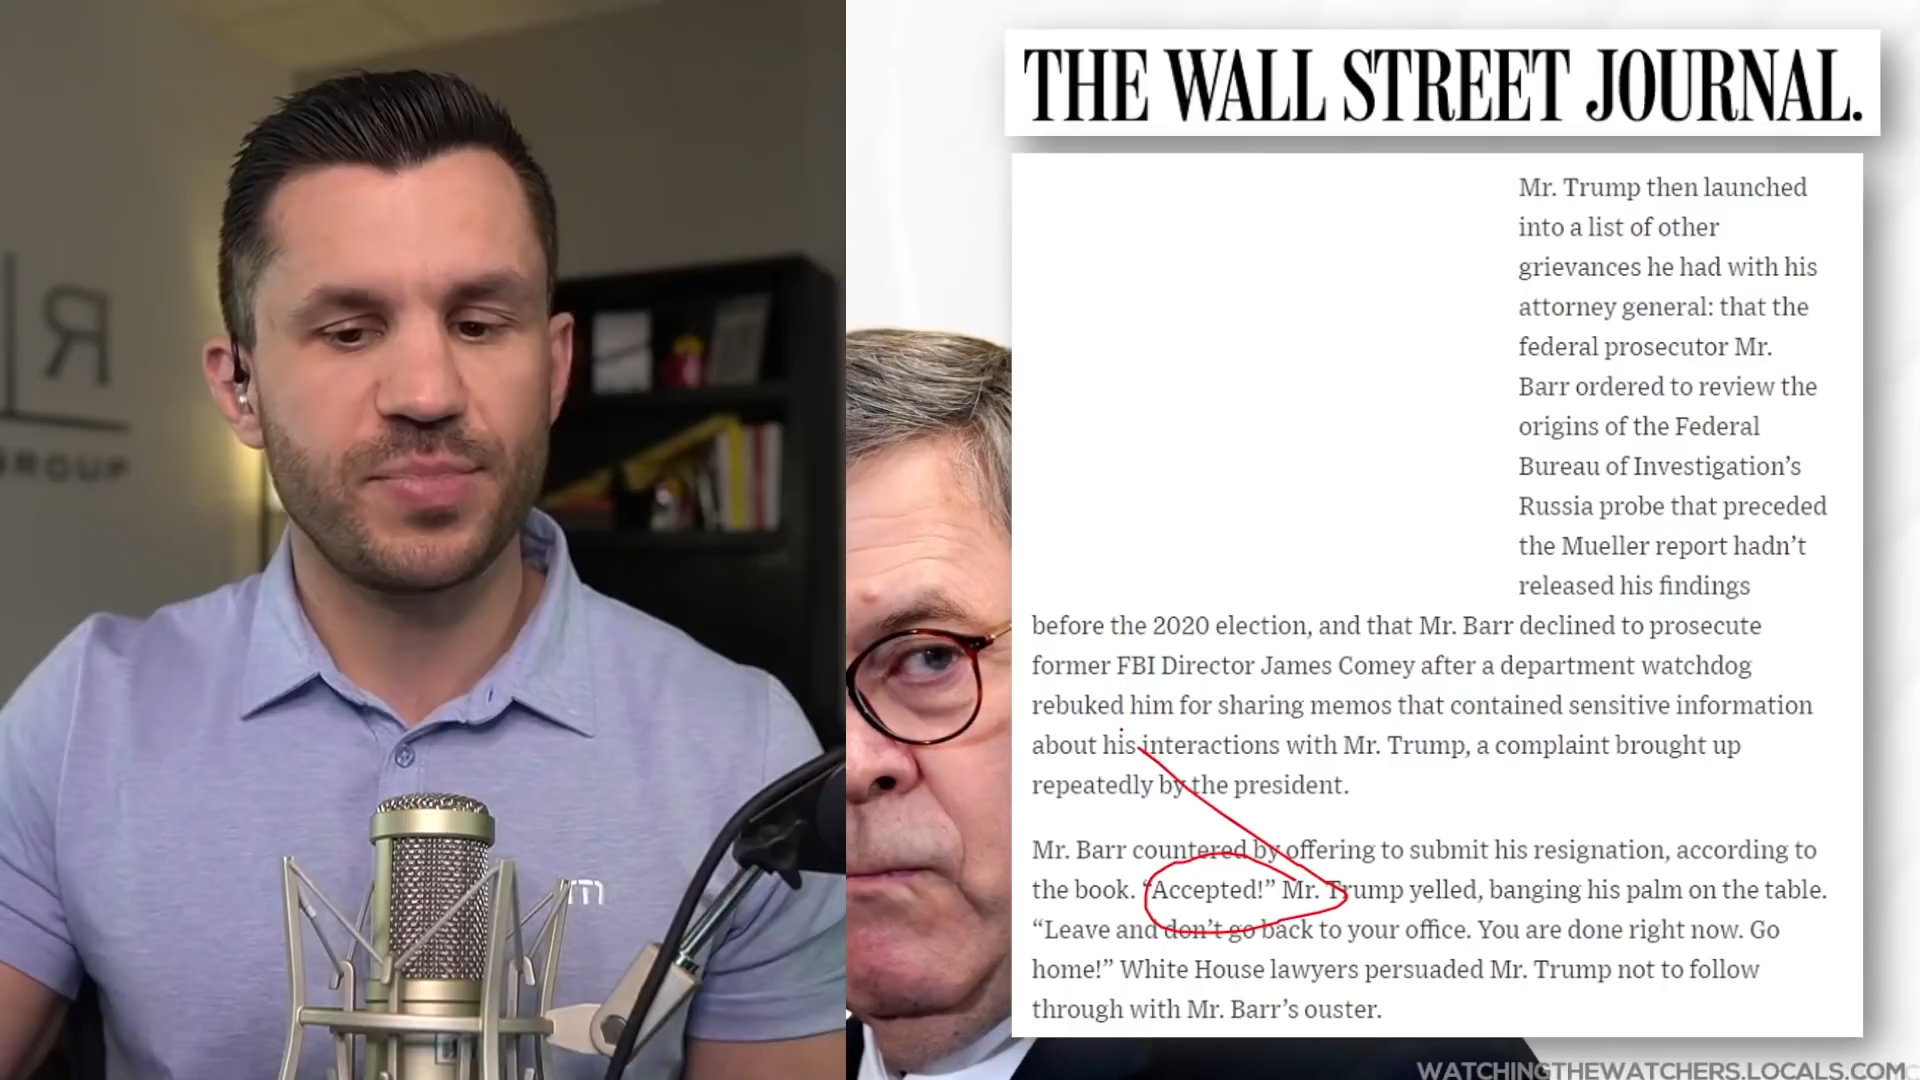 THE WALL STREET JOURNAL.
Mr. Trump then launched
into a list of other
grievances he had with his
attorney general: that the
federal prosecutor Mr.
Barr ordered to review the
origins of the Federal
Bureau of Investigation’s
Russia probe that preceded
the Mueller report hadn’t
released his findings
before the 2020 election, and that Mr. Barr declined to prosecute
former FBI Director James Comey after a department watchdog
rebuked him for sharing memos that contained sensitive information
about his interactions with Mr. Trump, a complaint brought up
repeatedly by the president.
Mr. Barr countered by offering to submit his resignation, according to
the book. “Accepted!” Mr. Trump yelled, banging his palm on the table.
“Leave and don’t go back to your office. You are done right now. Go
home!” White House lawyers persuaded Mr. Trump not to follow
through with Mr. Barr’s ouster.
R
GROUP
m
WATCHINGTHEWATCHERS.LOCALS.COM